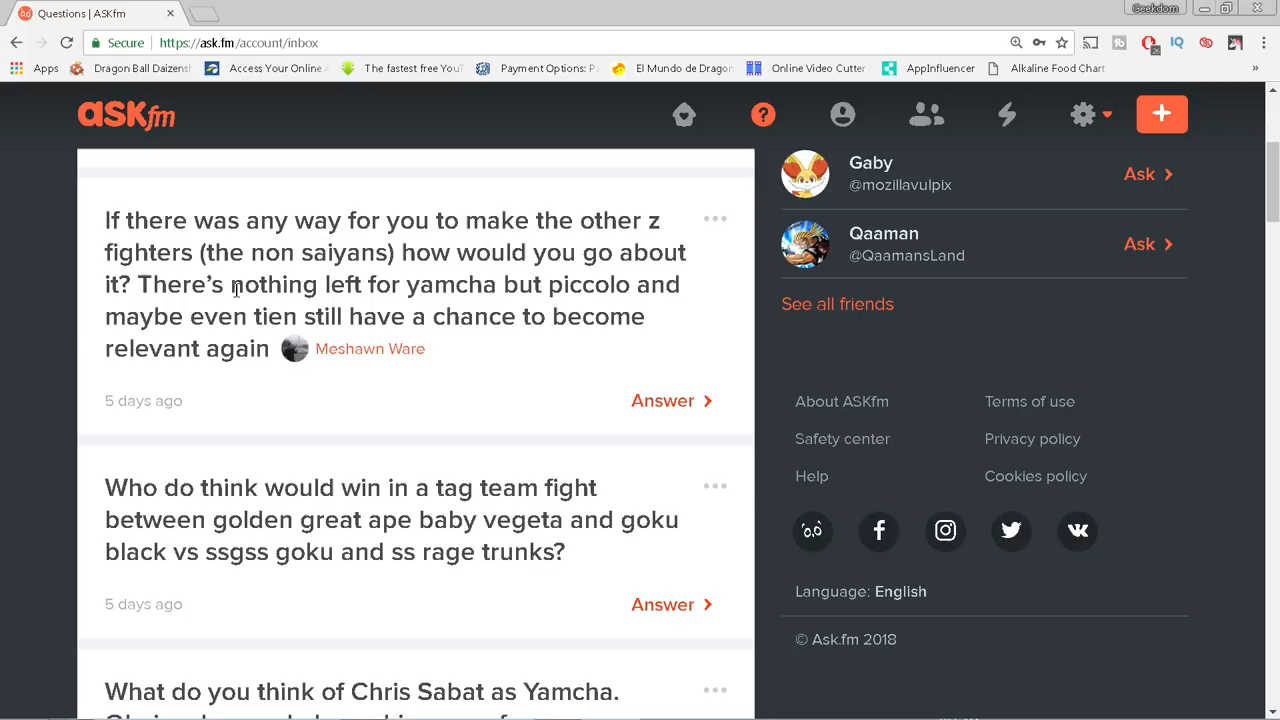 Questions | ASKfm
Geekdom
Secure
https://ask.fm/account/inbox
Apps
Dragon Ball Daizens
Access Your Online A
The fastest free You
Payment Options: P
El Mundo de Dragon
Online Video Cutter
AppInfluencer
Alkaline Food Chart
ASKfm
If there was any way for you to make the other z
fighters (the non saiyans) how would you go about
it? There's nothing left for yamcha but piccolo and
maybe even tien still have a chance to become
relevant again Meshawn Ware
5 days ago
Answer
Who do think would win in a tag team fight
between golden great ape baby vegeta and goku
black vs ssgss goku and ss rage trunks?
5 days ago
Answer
What do you think of Chris Sabat as Yamcha.
Gaby
@mozillavulpix
Ask
Qaaman
@QaamansLand
Ask
See all friends
About ASKfm
Terms of use
Safety center
Privacy policy
Help
Cookies policy
Language: English
© Ask.fm 2018